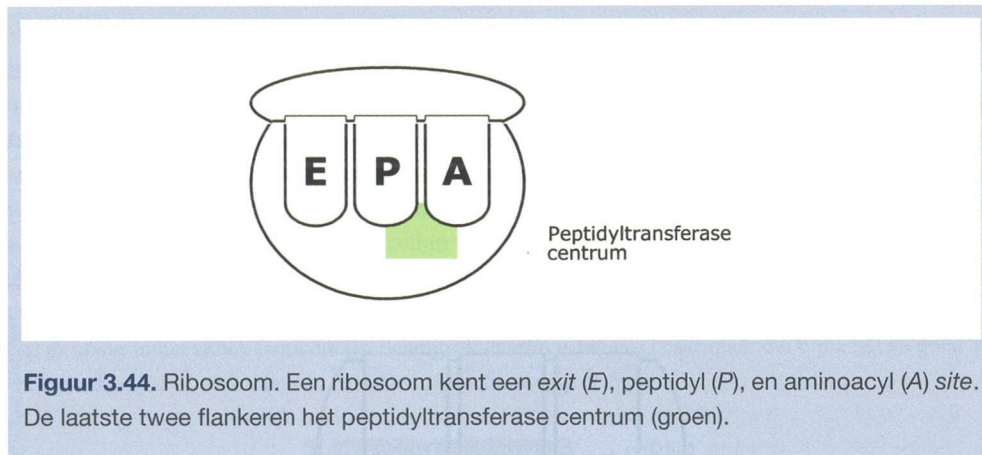 E P A
Peptidyltransferase
centrum
Figuur 3.44. Ribosoom. Een ribosoom kent een exit (E), peptidyl (P), en aminoacyl (A) site.
De laatste twee flankeren het peptidyltransferase centrum (groen).